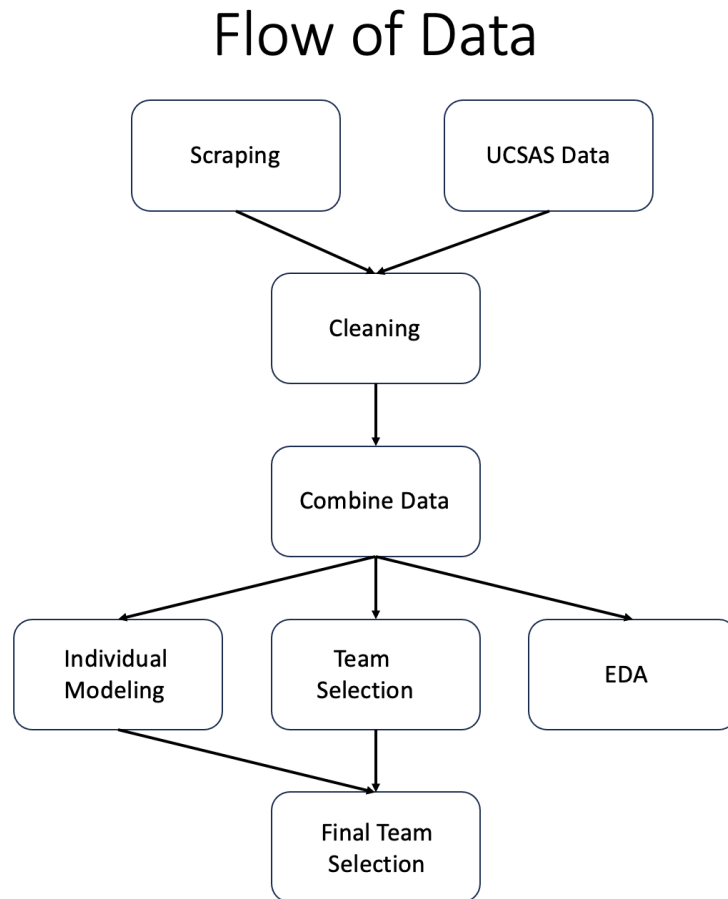 Flow of Data
Scraping
UCSAS Data
Cleaning
Combine Data
Individual
Modeling
Team
Selection
EDA
Final Team
Selection